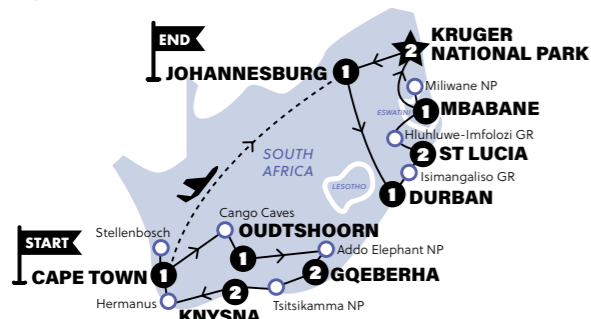 END
KRUGER
NATIONAL PARK
2
JOHANNESBURG 1
Miliwane NP
1 MBABANE
ESWATINI
Hluhluwe-Imfolozi GR
SOUTH
AFRICA
2 ST LUCIA
Isimangaliso GR
LESOTHO
1 DURBAN
Cango Caves
OUDTSHOORN
Stellenbosch
START
1
Addo Elephant NP
CAPE TOWN 1
2 GQEBERHA
2
Hermanus
Tsitsikamma NP
KNYSNA